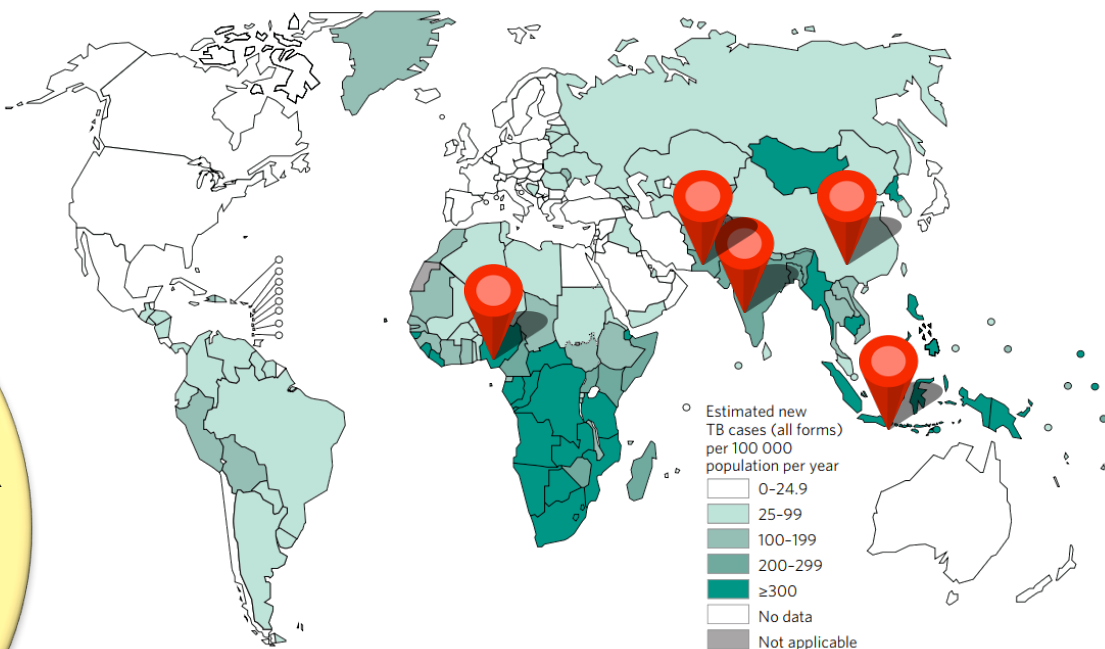 Estimated new
TB cases (all forms)
per 100 000
population per year
0–24.9
25–99
100–199
200–299
≥300
No data
Not applicable